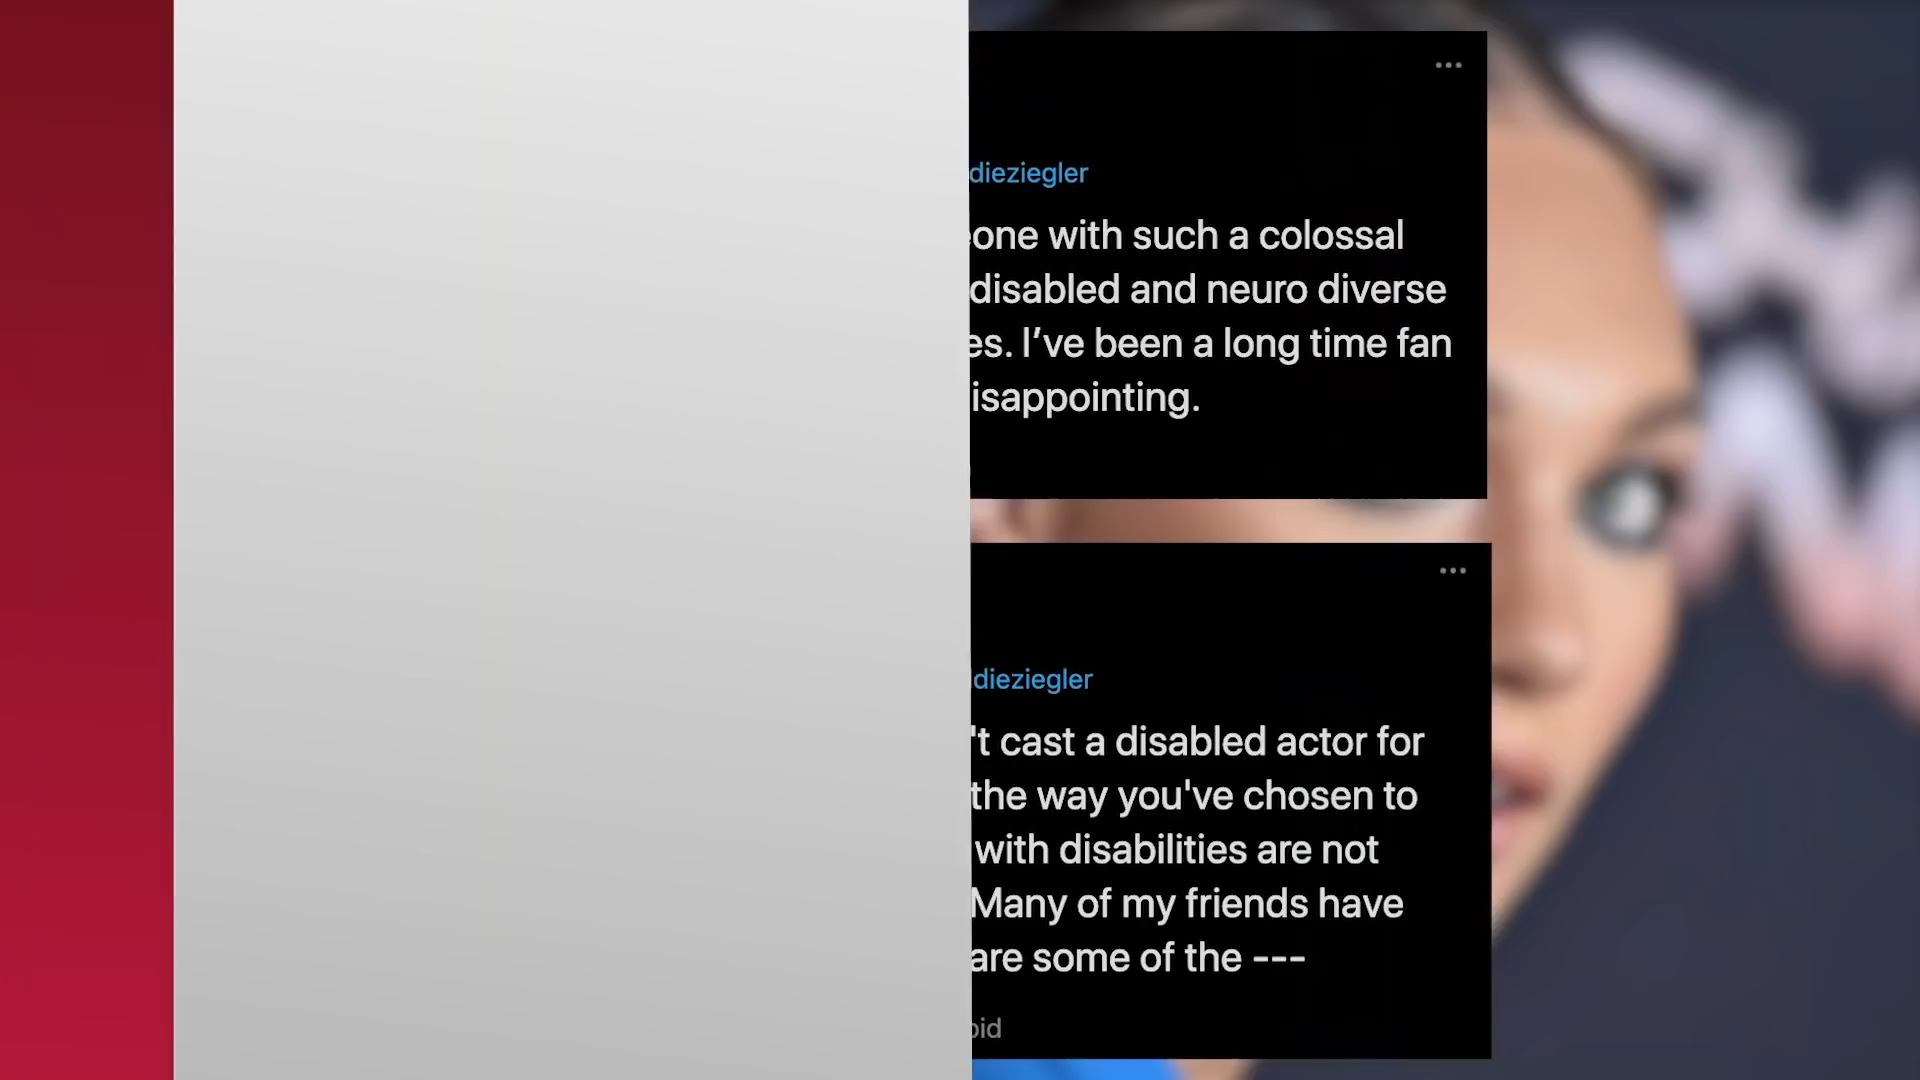 dieziegler
one with such a colossal
disabled and neuro diverse
es. I’ve been a long time fan
isappointing.
dieziegler
't cast a disabled actor for
the way you've chosen to
with disabilities are not
Many of my friends have
are some of the ---
oid